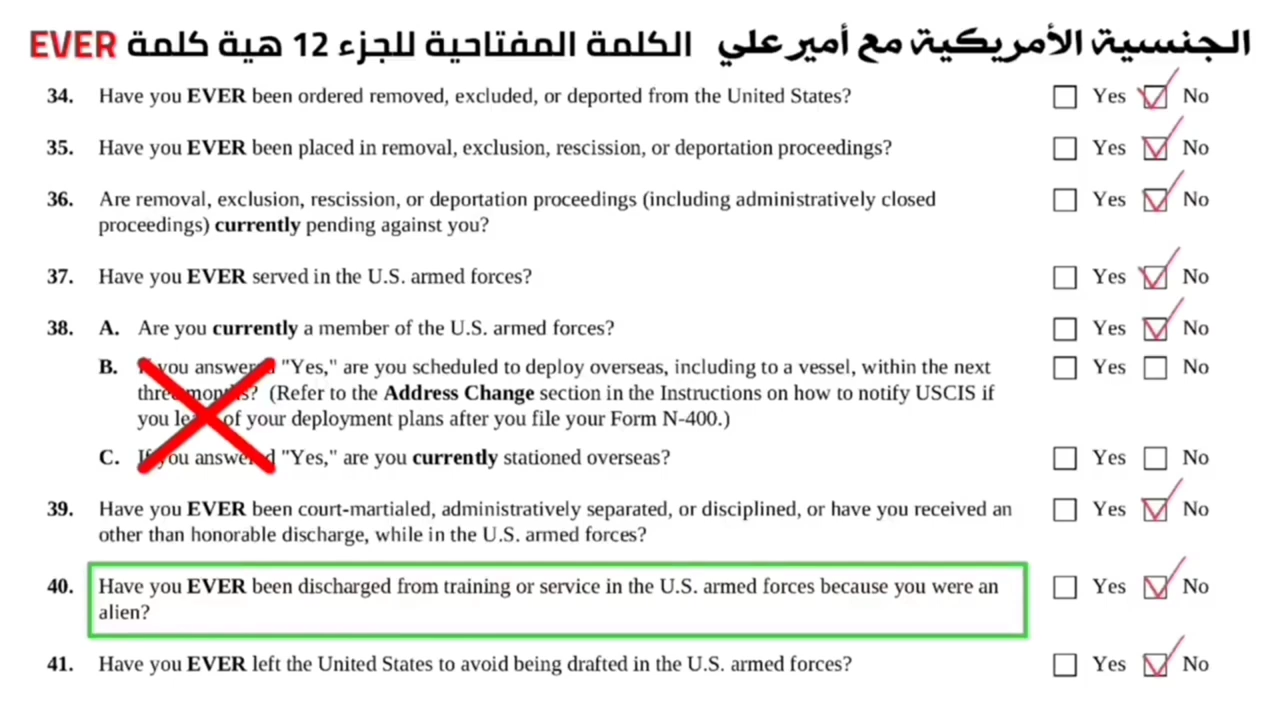 الجنسية الأمريكية مع أمير علي الكلمة المفتاحية للجزء 12 هية كلمة EVER
34. Have you EVER been ordered removed, excluded, or deported from the United States? Yes No
35. Have you EVER been placed in removal, exclusion, rescission, or deportation proceedings? Yes No
36. Are removal, exclusion, rescission, or deportation proceedings (including administratively closed Yes No
proceedings) currently pending against you?
37. Have you EVER served in the U.S. armed forces? Yes No
38. A. Are you currently a member of the U.S. armed forces? Yes No
B. If you answered "Yes," are you scheduled to deploy overseas, including to a vessel, within the next Yes No
three months? (Refer to the Address Change section in the Instructions on how to notify USCIS if
you learn of your deployment plans after you file your Form N-400.)
C. If you answered "Yes," are you currently stationed overseas? Yes No
39. Have you EVER been court-martialed, administratively separated, or disciplined, or have you received an Yes No
other than honorable discharge, while in the U.S. armed forces?
40. Have you EVER been discharged from training or service in the U.S. armed forces because you were an Yes No
alien?
41. Have you EVER left the United States to avoid being drafted in the U.S. armed forces? Yes No